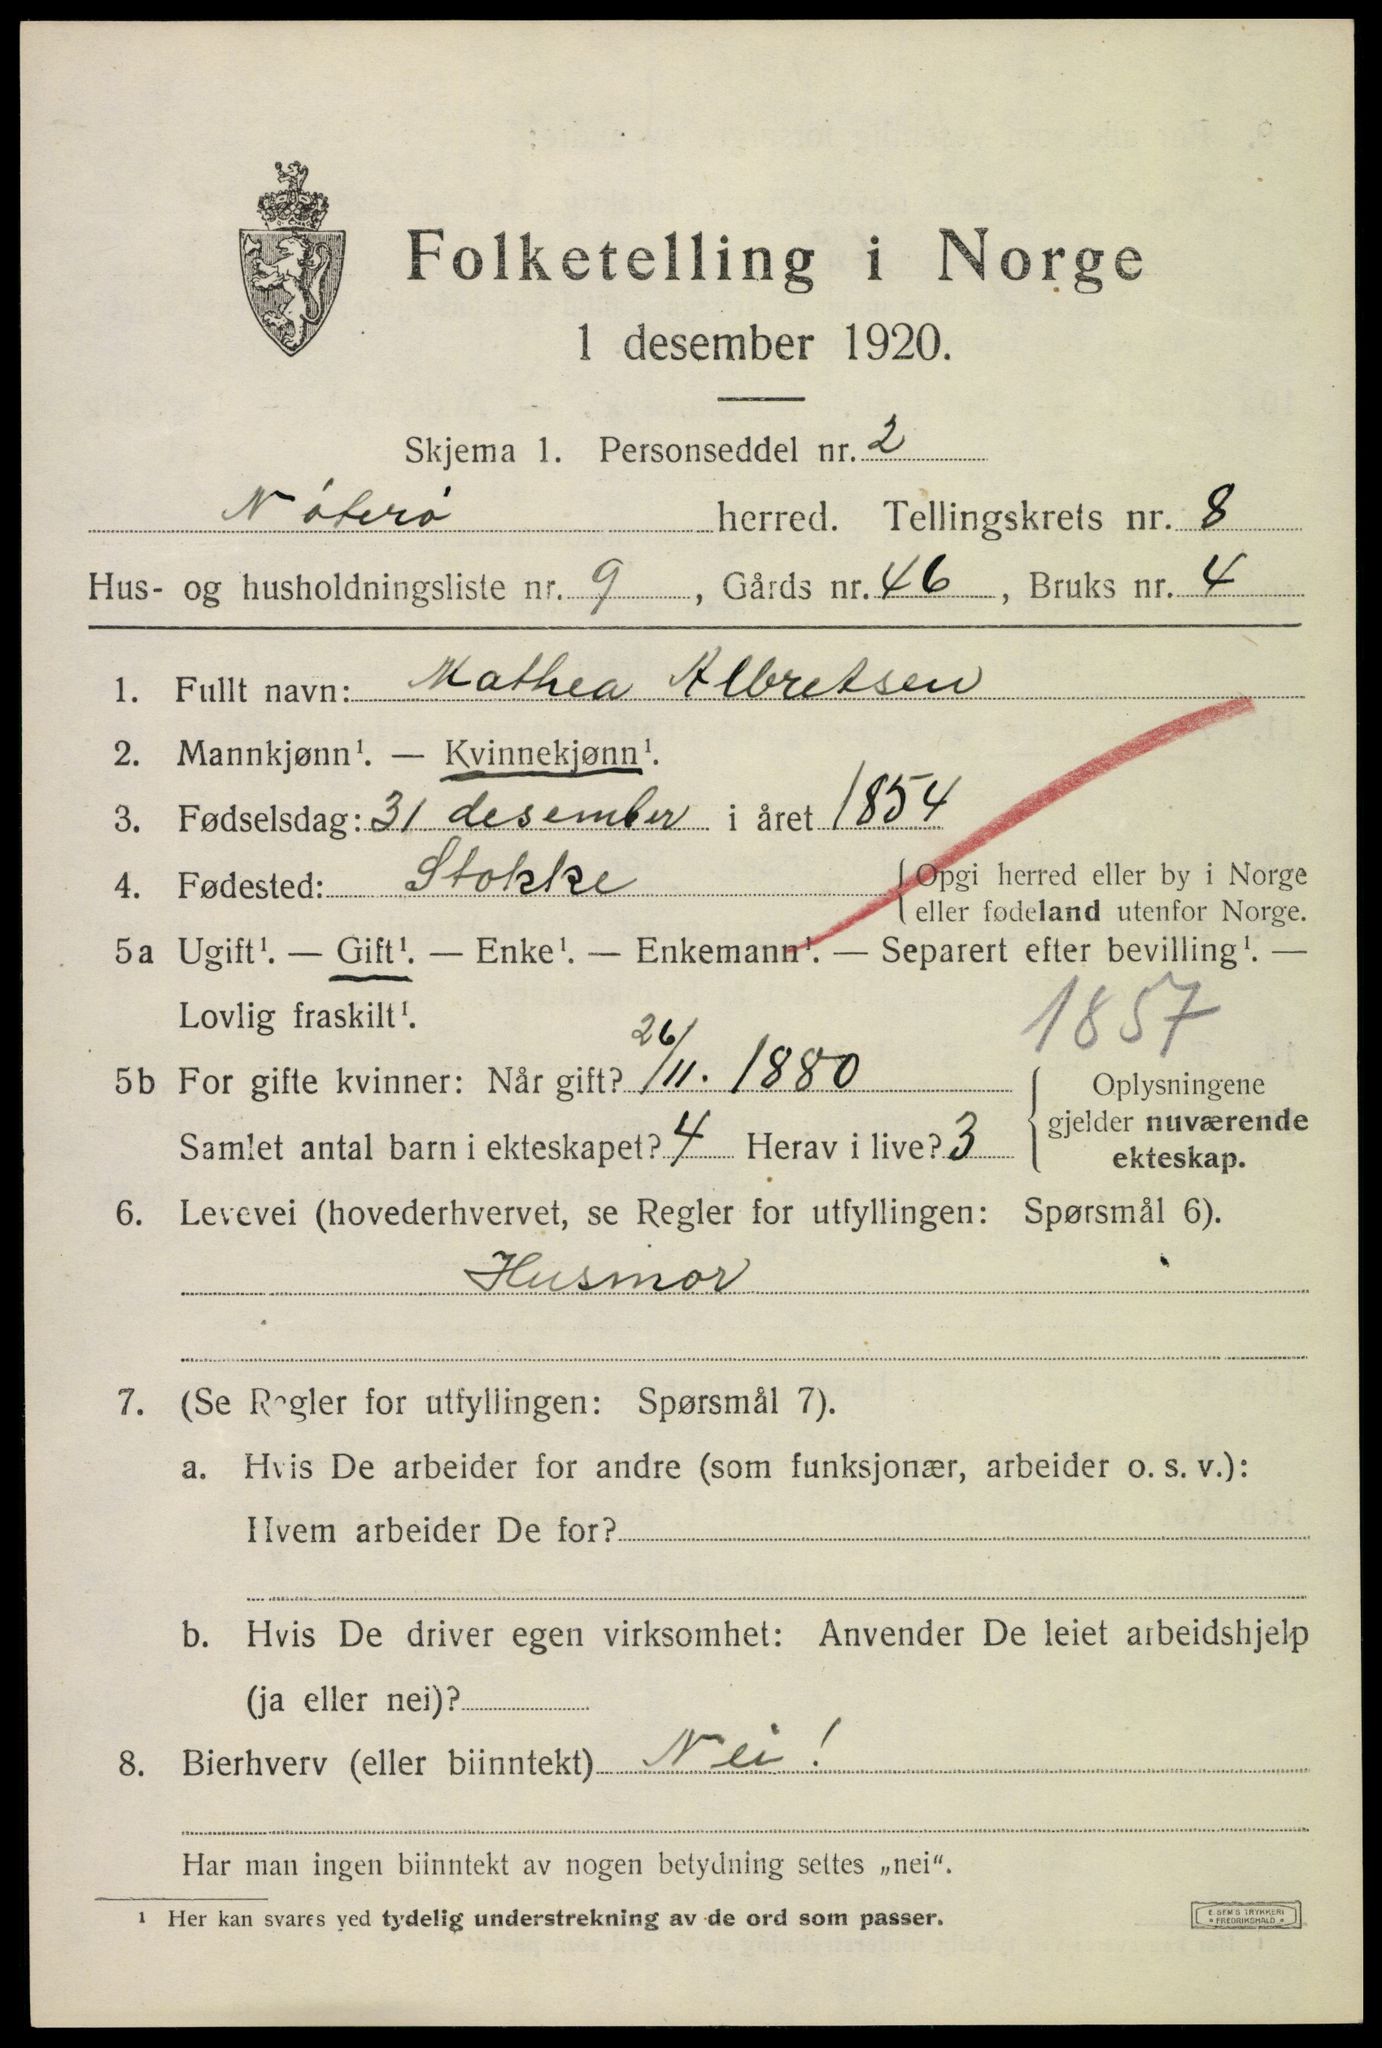 Folketelling i Norge
1 desember 1920.
Skjema 1. Personseddel nr. 2
Nóteró herred. Tellingskrets nr. 8
Hus- og husholdningsliste nr. 9, Gårds nr. 46, Bruks nr. 4
1. Fullt navn: Mathea Albretsen
2. Mannkjønn¹. — Kvinnekjønn¹.
3. Fødselsdag: 31 desember i året 1854
4. Fødested: Stokke { Opgi herred eller by i Norge
eller fødeland utenfor Norge.
5a Ugift¹. — Gift¹. — Enke¹. — Enkemann¹. — Separert efter bevilling¹. —
Lovlig fraskilt¹.
1857
5b For gifte kvinner: Når gift? 26/11. 1880
Samlet antal barn i ekteskapet? 4 Herav i live? 3
{ Oplysningene
gjelder nuværende
ekteskap.
6. Levevei (hovederhvervet, se Regler for utfyllingen: Spørsmål 6).
Husmor
7. (Se Regler for utfyllingen: Spørsmål 7).
a. Hvis De arbeider for andre (som funksjonær, arbeider o. s. v.):
Hvem arbeider De for?
b. Hvis De driver egen virksomhet: Anvender De leiet arbeidshjelp
(ja eller nei)?
8. Bierhverv (eller biinntekt) Nei!
Har man ingen biinntekt av nogen betydning settes „nei“.
¹ Her kan svares ved tydelig understrekning av de ord som passer.
E. SEM'S TRYKKERI
• FREDRIKSHALD •